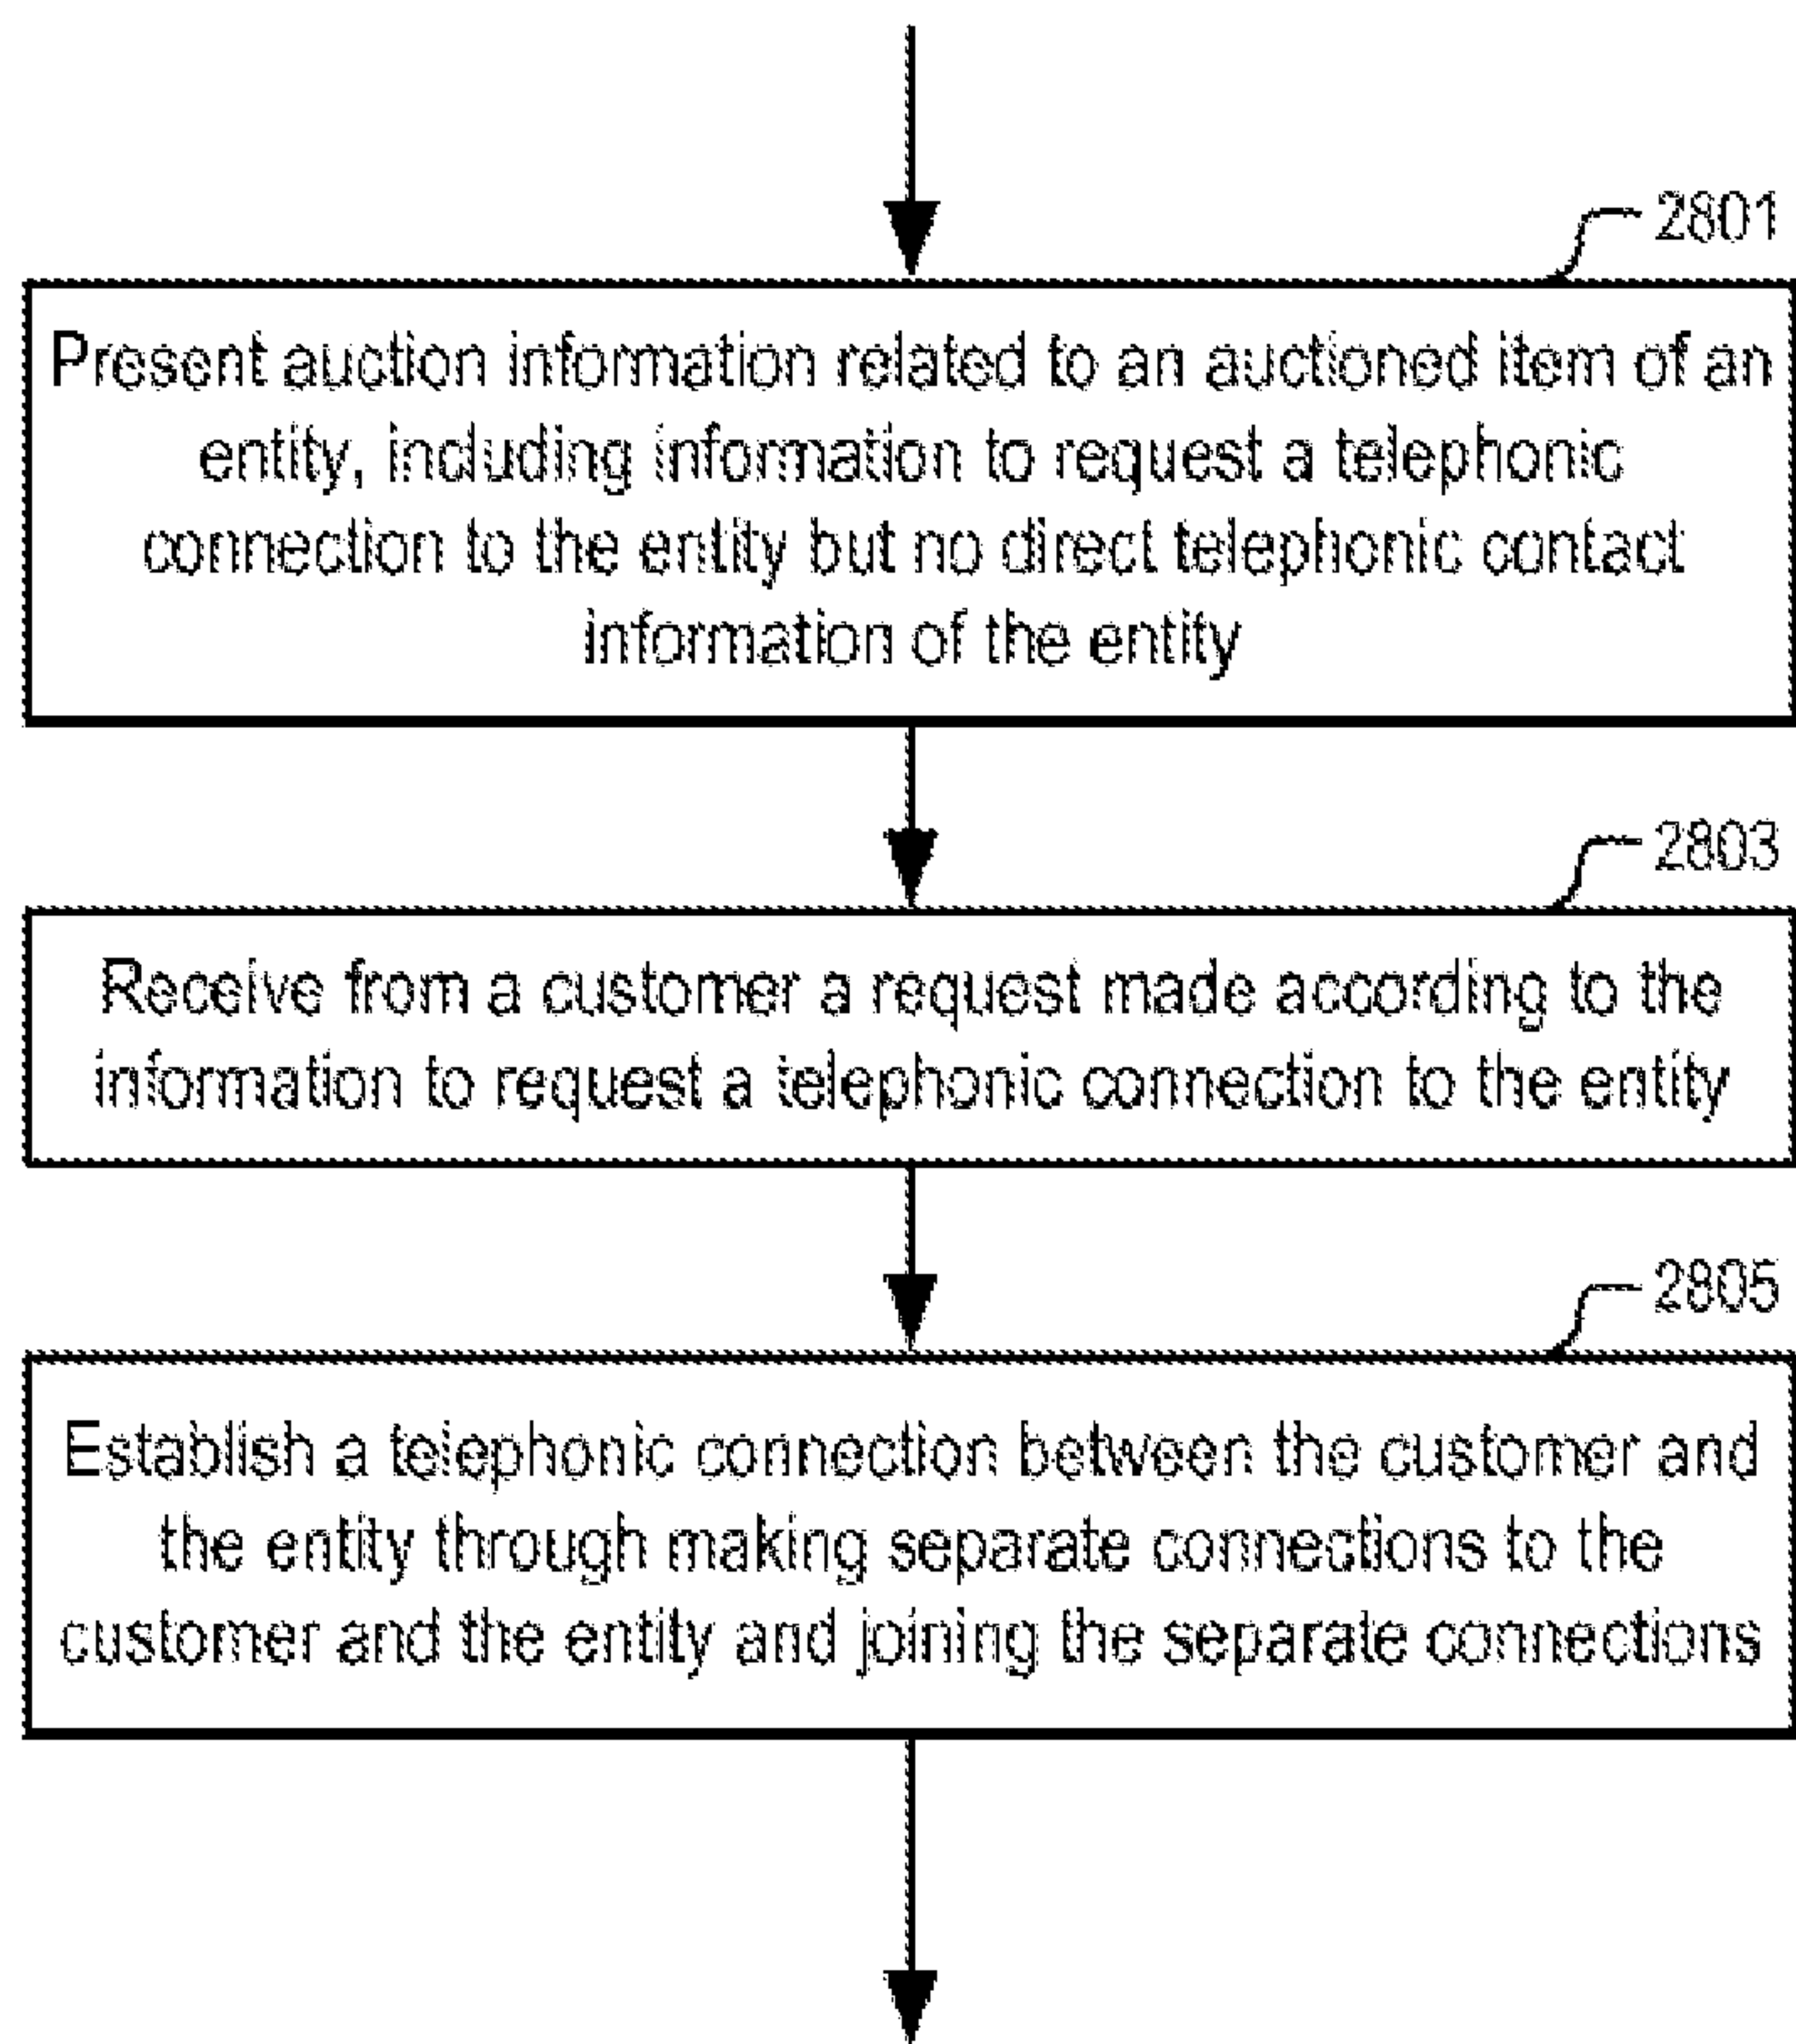 2801
Present auction information related to an auctioned item of an
entity, including information to request a telephonic
connection to the entity but no direct telephonic contact
information of the entity
2803
Receive from a customer a request made according to the
information to request a telephonic connection to the entity
2805
Establish a telephonic connection between the customer and
the entity through making separate connections to the
customer and the entity and joining the separate connections